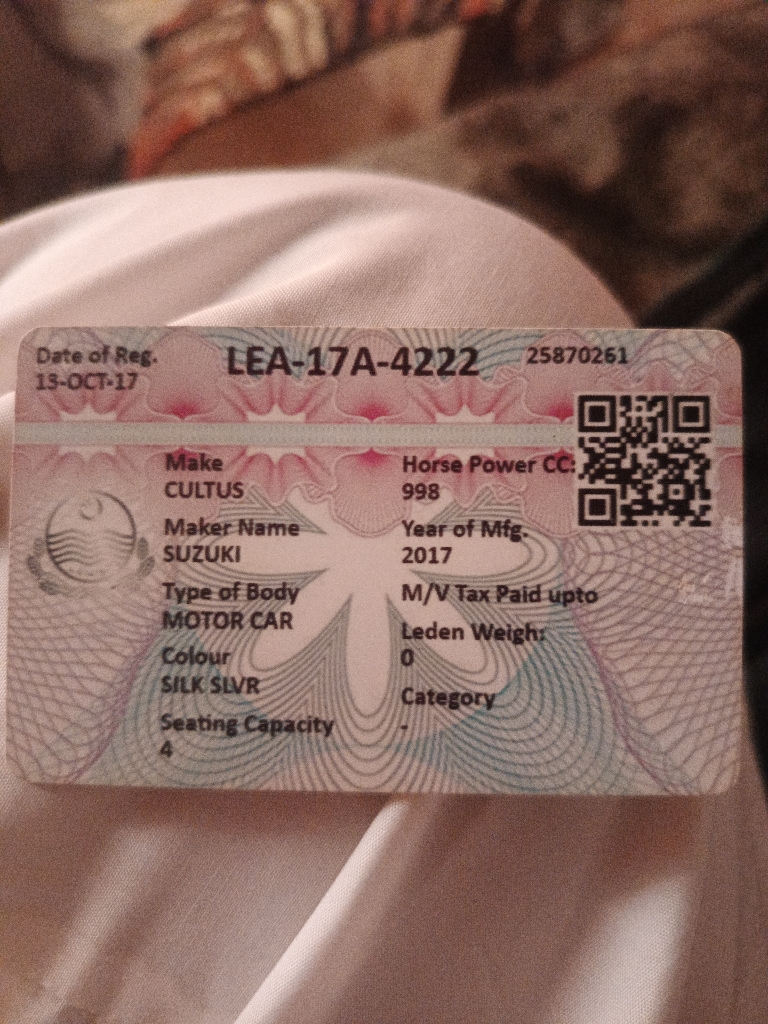 Date of Reg.
13-OCT-17
LEA-17A-4222
25870261
Make
CULTUS
Maker Name
SUZUKI
Type of Body
MOTOR CAR
Colour
SILK SLVR
Seating Capacity
4
Horse Power CC:
998
Year of Mfg.
2017
M/V Tax Paid upto
Leden Weigh:
0
Category
-